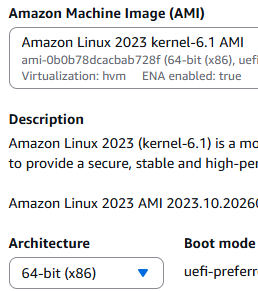 Amazon Machine Image (AMI)
Amazon Linux 2023 kernel-6.1 AMI
ami-0b0b78dcacbab728f (64-bit (x86), uefi
Virtualization: hvm ENA enabled: true
Description
Amazon Linux 2023 (kernel-6.1) is a mo
to provide a secure, stable and high-per
Amazon Linux 2023 AMI 2023.10.20260
Architecture Boot mode
64-bit (x86) uefi-preferr